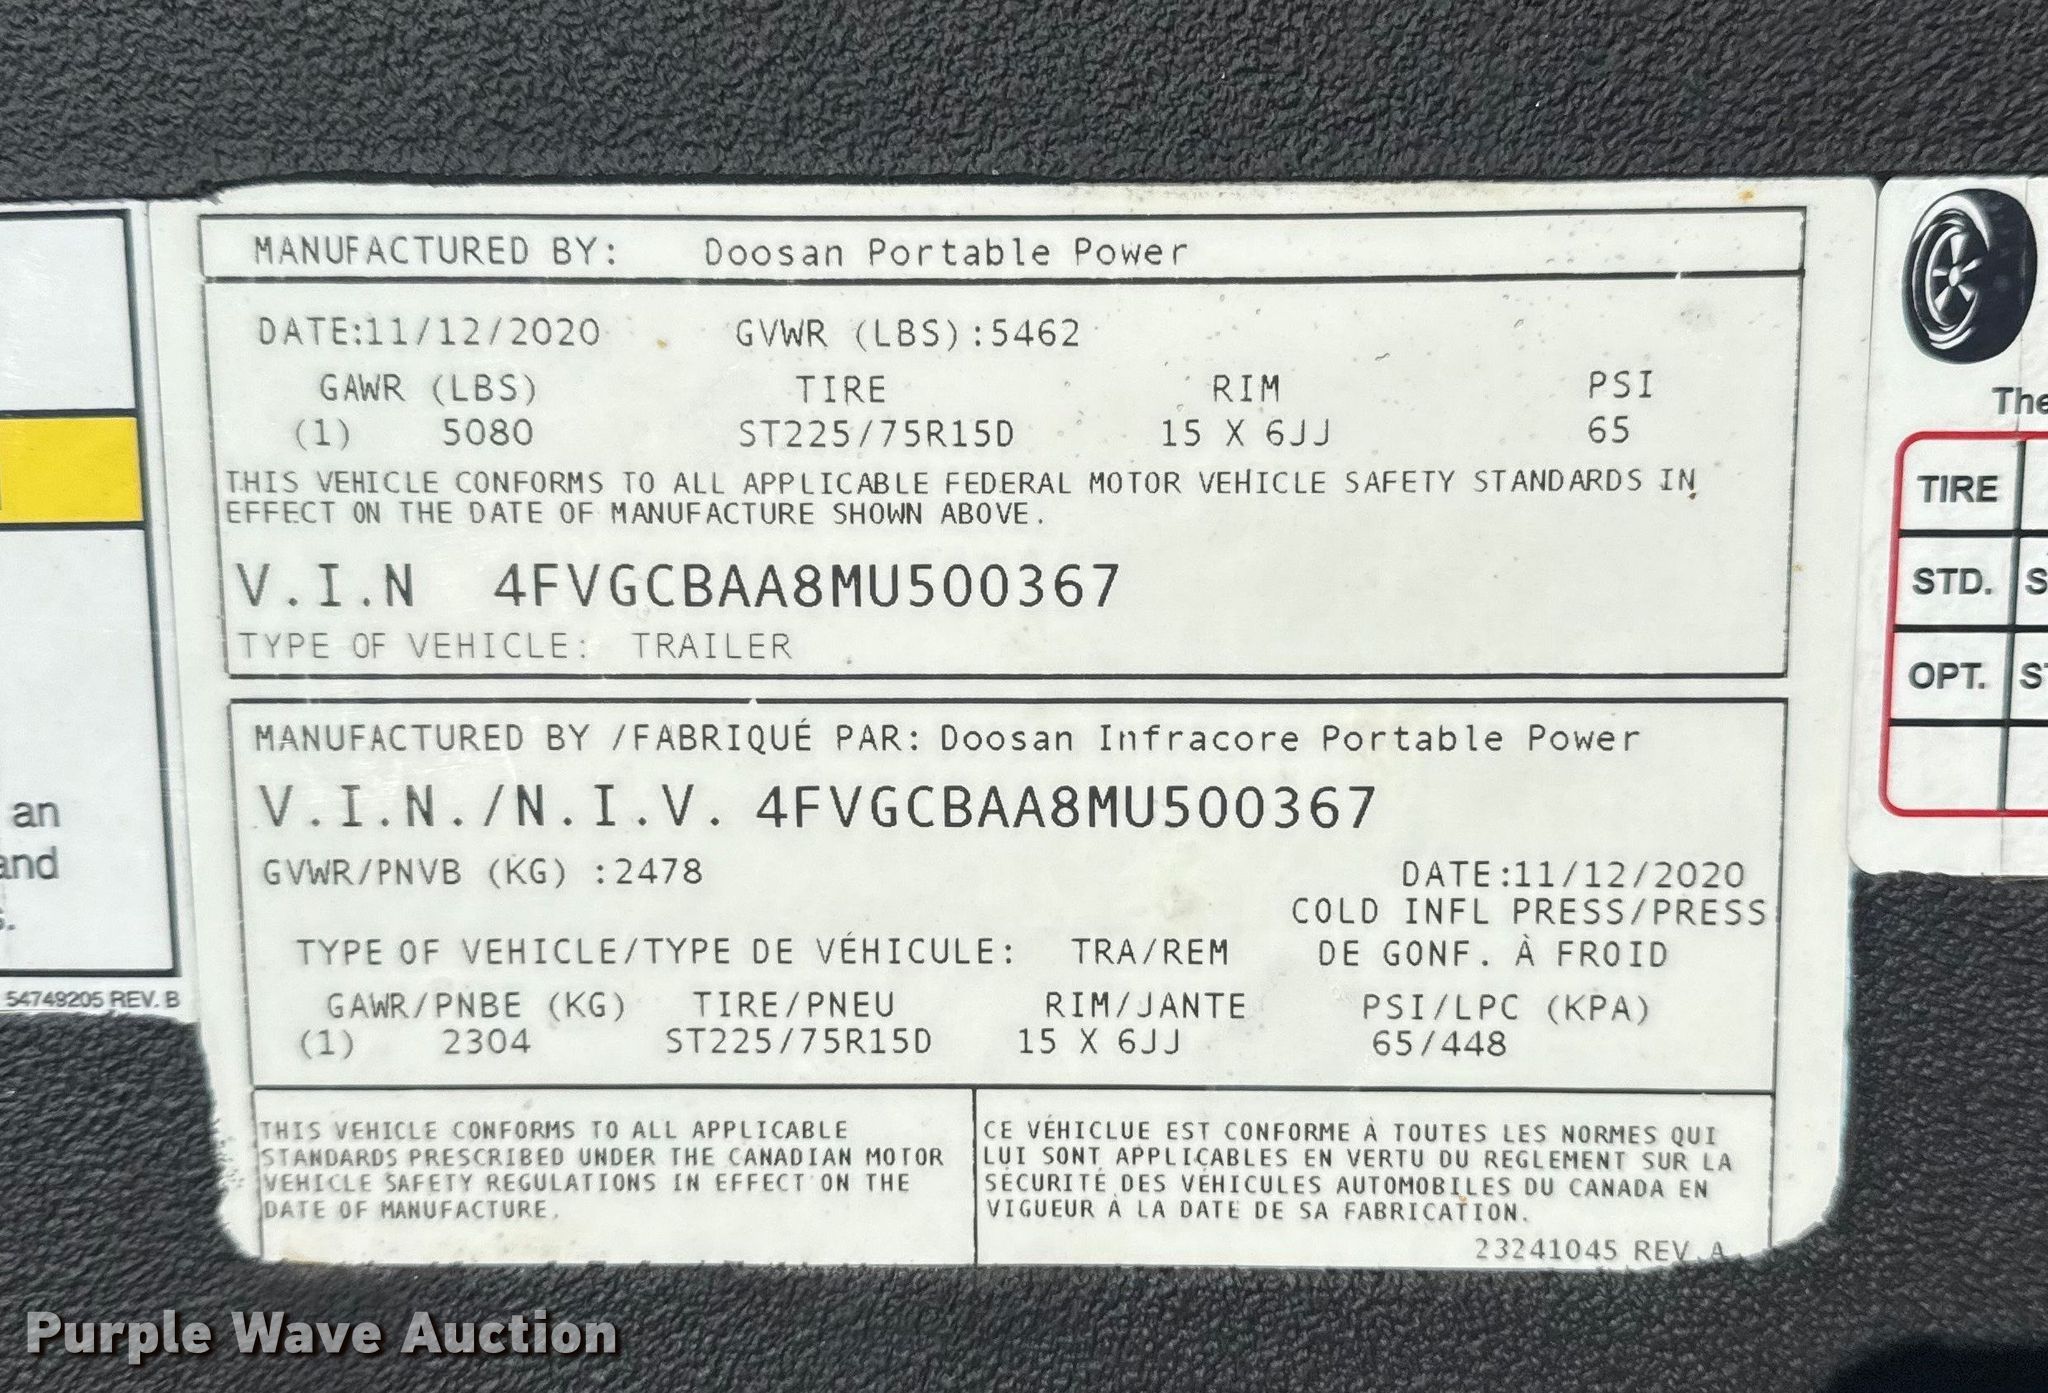 MANUFACTURED BY: Doosan Portable Power
DATE:11/12/2020 GVWR (LBS):5462
GAWR (LBS) TIRE RIM PSI
(1) 5080 ST225/75R15D 15 X 6JJ 65
THIS VEHICLE CONFORMS TO ALL APPLICABLE FEDERAL MOTOR VEHICLE SAFETY STANDARDS IN
EFFECT ON THE DATE OF MANUFACTURE SHOWN ABOVE.
V.I.N 4FVGCBAA8MU500367
TYPE OF VEHICLE: TRAILER
MANUFACTURED BY /FABRIQUÉ PAR: Doosan Infracore Portable Power
V.I.N./N.I.V. 4FVGCBAA8MU500367
GVWR/PNVB (KG) :2478 DATE:11/12/2020
COLD INFL PRESS/PRESS
TYPE OF VEHICLE/TYPE DE VÉHICULE: TRA/REM DE GONF. À FROID
GAWR/PNBE (KG) TIRE/PNEU RIM/JANTE PSI/LPC (KPA)
(1) 2304 ST225/75R15D 15 X 6JJ 65/448
THIS VEHICLE CONFORMS TO ALL APPLICABLE
STANDARDS PRESCRIBED UNDER THE CANADIAN MOTOR
VEHICLE SAFETY REGULATIONS IN EFFECT ON THE
DATE OF MANUFACTURE.
CE VÉHICLUE EST CONFORME À TOUTES LES NORMES QUI
LUI SONT APPLICABLES EN VERTU DU REGLEMENT SUR LA
SÉCURITÉ DES VÉHICULES AUTOMOBILES DU CANADA EN
VIGUEUR À LA DATE DE SA FABRICATION.
23241045 REV A
an
and
54749205 REV. B
The
TIRE
STD. S
OPT. ST
Purple Wave Auction